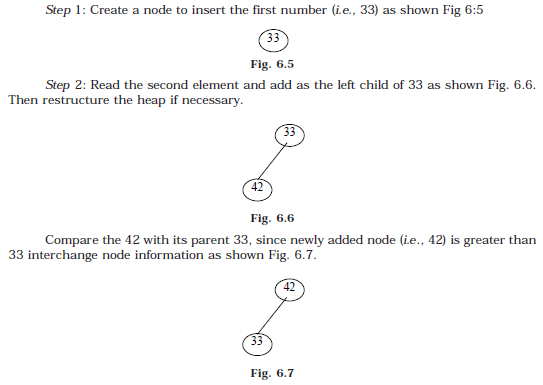 Step 1: Create a node to insert the first number (i.e., 33) as shown Fig 6:5
33
Fig. 6.5
Step 2: Read the second element and add as the left child of 33 as shown Fig. 6.6.
Then restructure the heap if necessary.
33
42
Fig. 6.6
Compare the 42 with its parent 33, since newly added node (i.e., 42) is greater than
33 interchange node information as shown Fig. 6.7.
42
33
Fig. 6.7